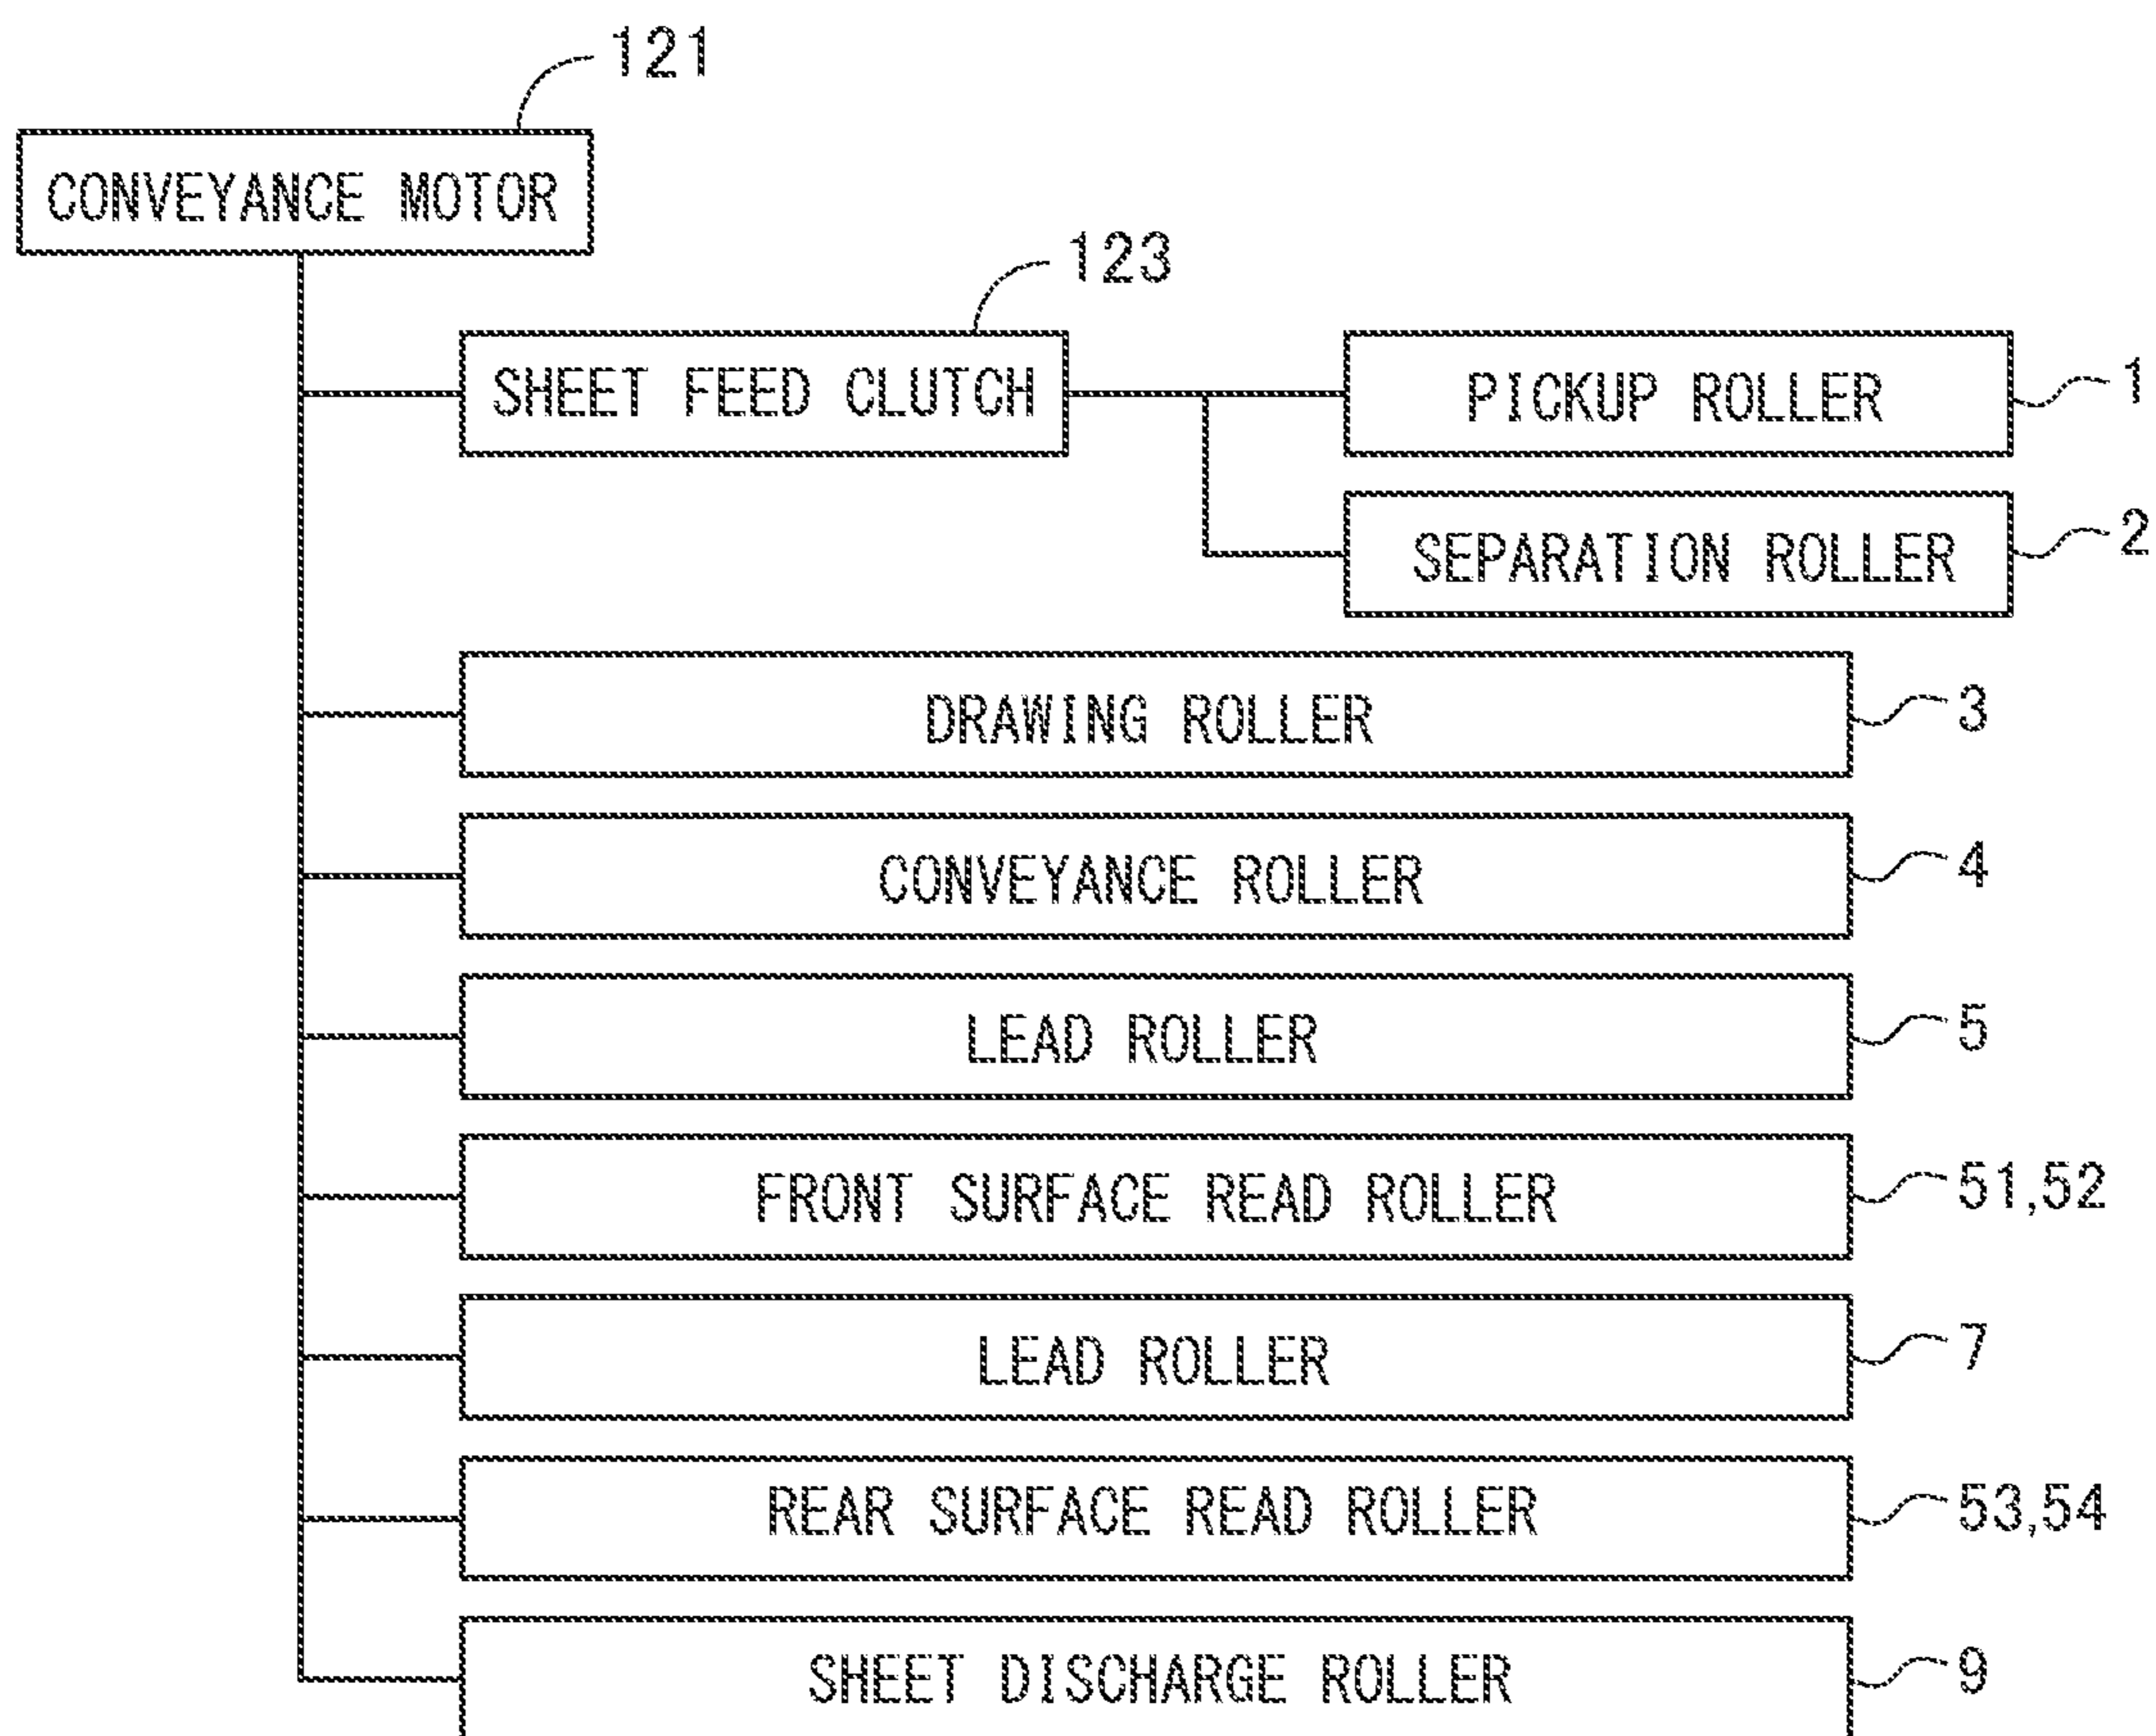 121
CONVEYANCE MOTOR
123
SHEET FEED CLUTCH
PICKUP ROLLER
1
SEPARATION ROLLER
2
DRAWING ROLLER
3
CONVEYANCE ROLLER
4
LEAD ROLLER
5
FRONT SURFACE READ ROLLER
51,52
LEAD ROLLER
7
REAR SURFACE READ ROLLER
53,54
SHEET DISCHARGE ROLLER
9